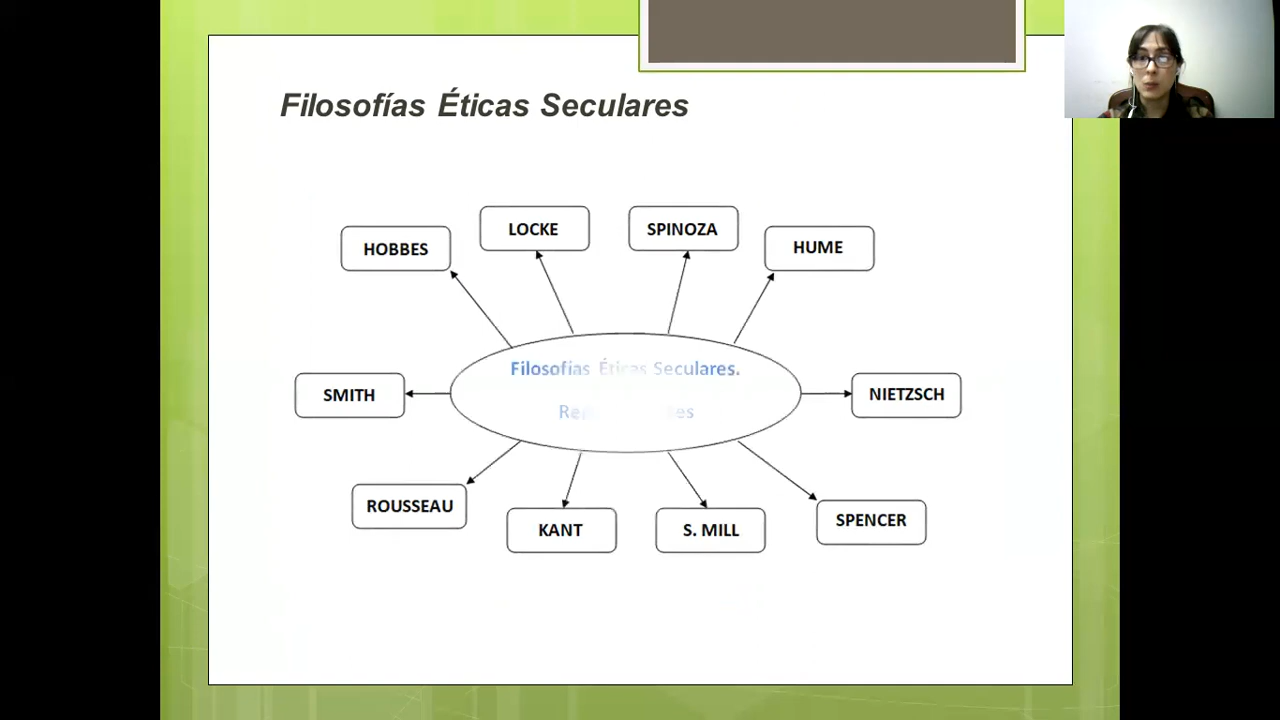 Filosofías Éticas Seculares
LOCKE
SPINOZA
HOBBES
HUME
Filosofías Éticas Seculares.
SMITH
NIETZSCH
ROUSSEAU
KANT
S. MILL
SPENCER